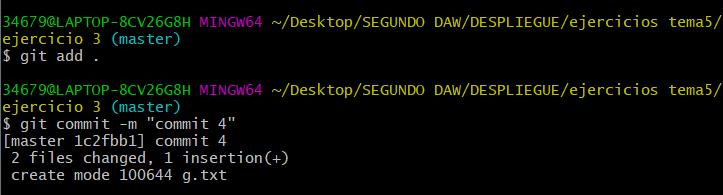 34679@LAPTOP-8CV26G8H MINGW64 ~/Desktop/SEGUNDO DAW/DESPLIEGUE/ejercicios tema5/
ejercicio 3 (master)
$ git add .
34679@LAPTOP-8CV26G8H MINGW64 ~/Desktop/SEGUNDO DAW/DESPLIEGUE/ejercicios tema5/
ejercicio 3 (master)
$ git commit -m "commit 4"
[master 1c2fbb1] commit 4
 2 files changed, 1 insertion(+)
 create mode 100644 g.txt